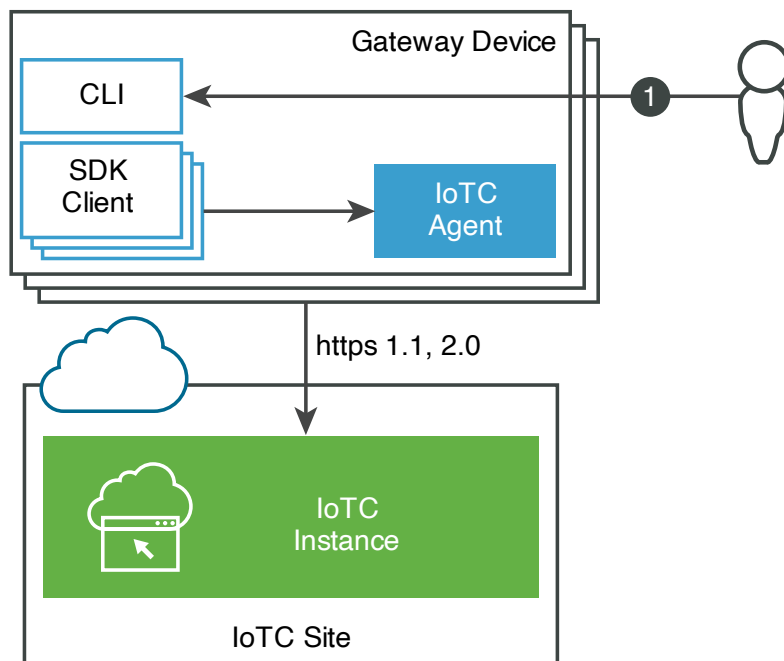 Gateway Device
CLI
1
SDK
Client
IoTC
Agent
https 1.1, 2.0
IoTC
Instance
IoTC Site